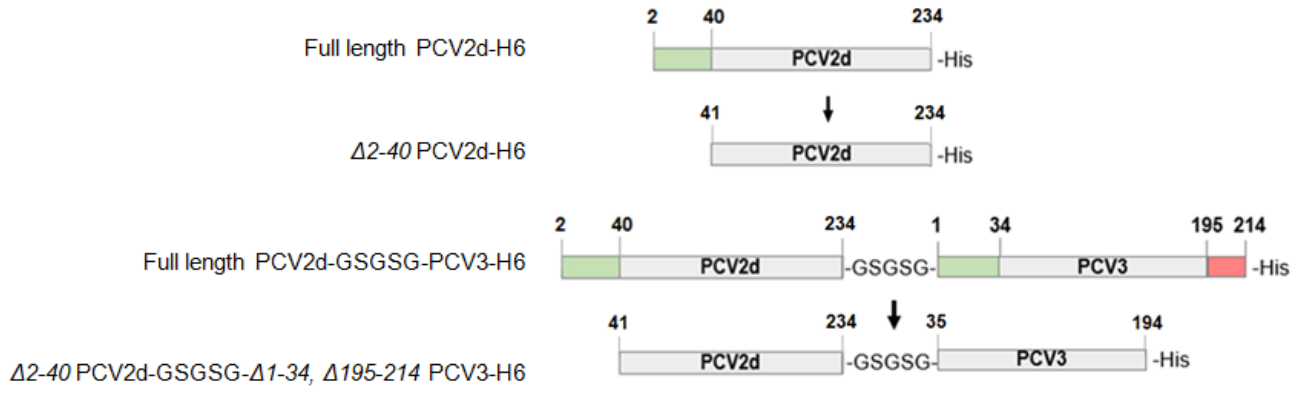 2 40 234
Full length PCV2d-H6 PCV2d -His
41 234
Δ2-40 PCV2d-H6 PCV2d -His
2 40 234 1 34 195 214
Full length PCV2d-GSGSG-PCV3-H6 PCV2d -GSGSG- PCV3 -His
41 234 35 194
Δ2-40 PCV2d-GSGSG-Δ1-34, Δ195-214 PCV3-H6 PCV2d -GSGSG- PCV3 -His